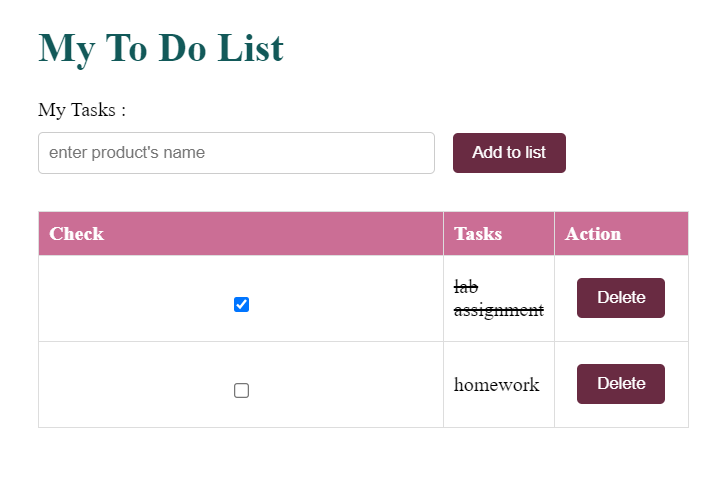 My To Do List
My Tasks :
enter product's name
Add to list
Check Tasks Action
lab
assignment
Delete
homework
Delete